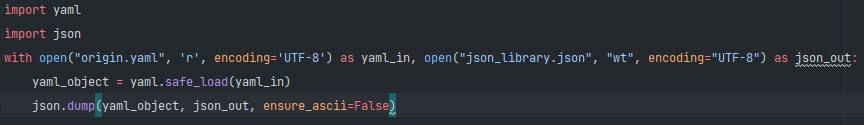 import yaml
import json
with open("origin.yaml", 'r', encoding='UTF-8') as yaml_in, open("json_library.json", "wt", encoding="UTF-8") as json_out:
    yaml_object = yaml.safe_load(yaml_in)
    json.dump(yaml_object, json_out, ensure_ascii=False)